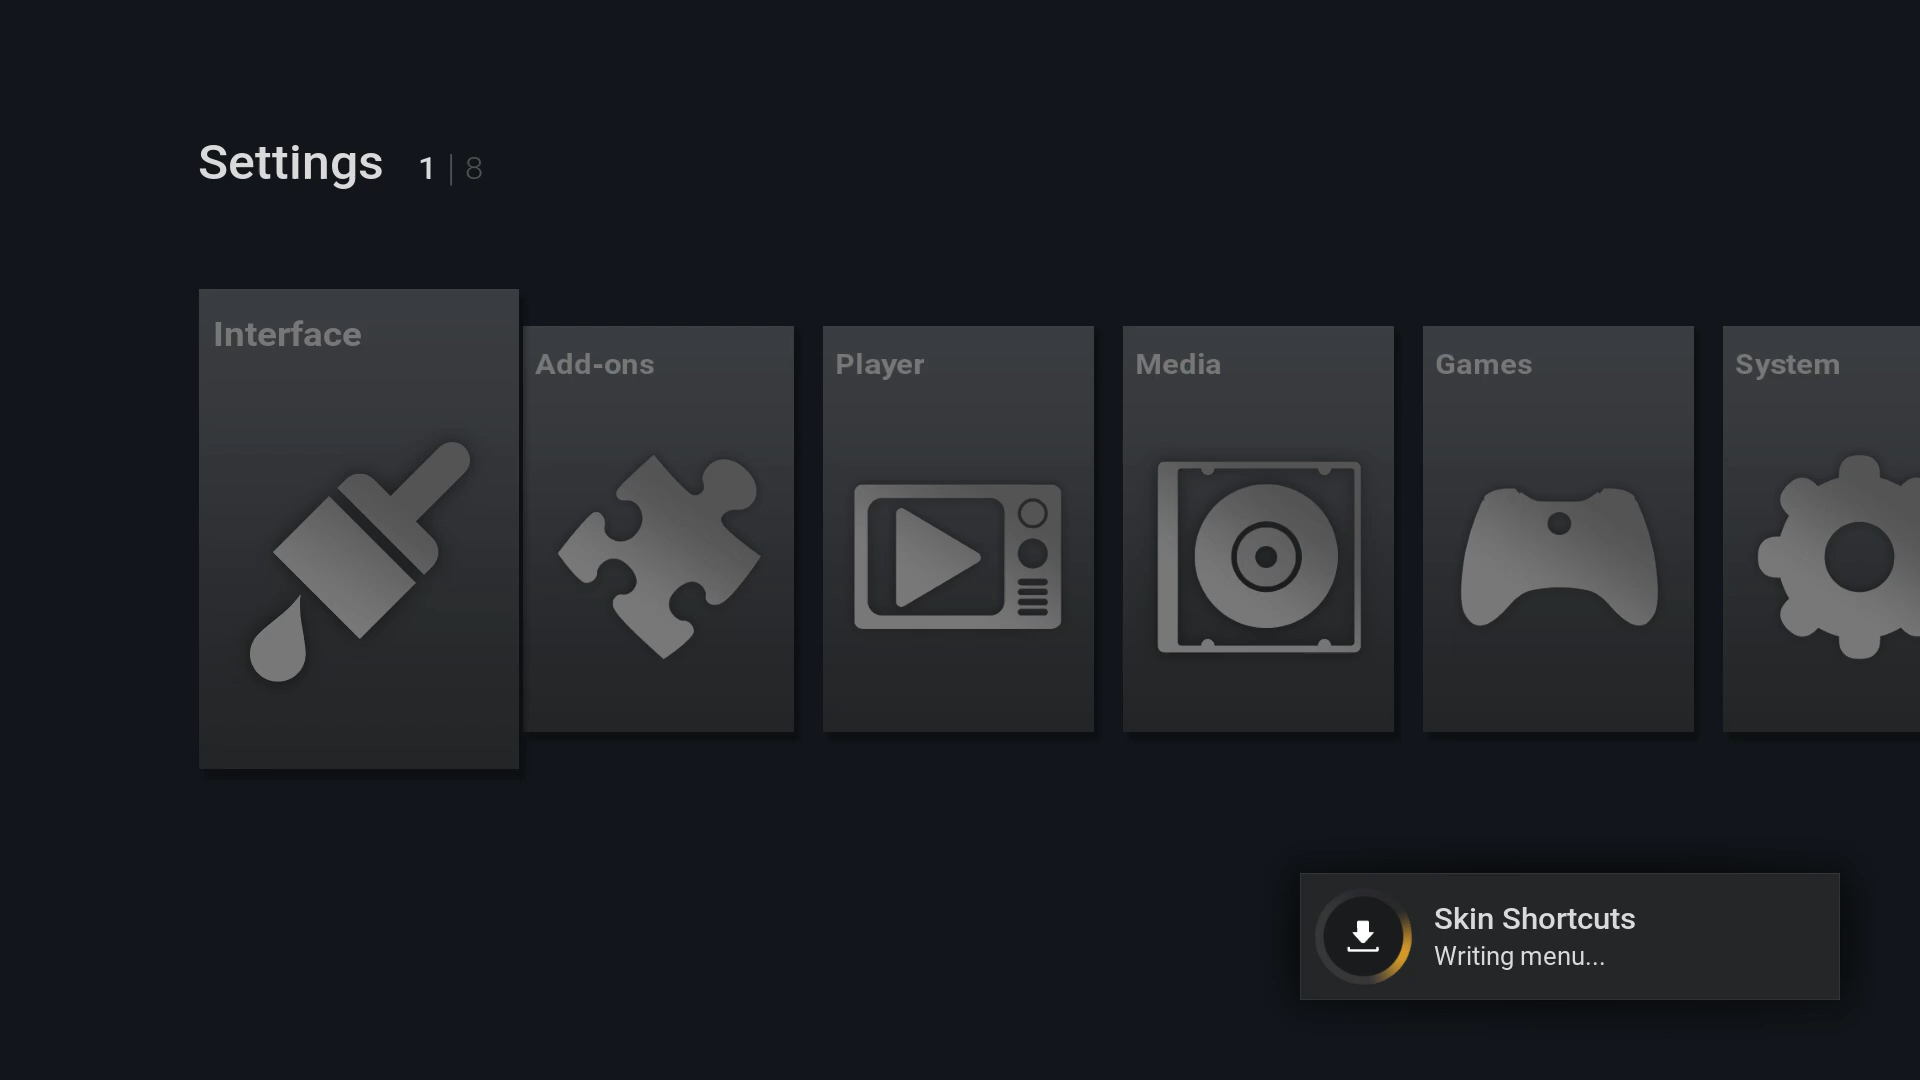 Settings 1 | 8
Interface
Add-ons
Player
Media
Games
System
Skin Shortcuts
Writing menu...